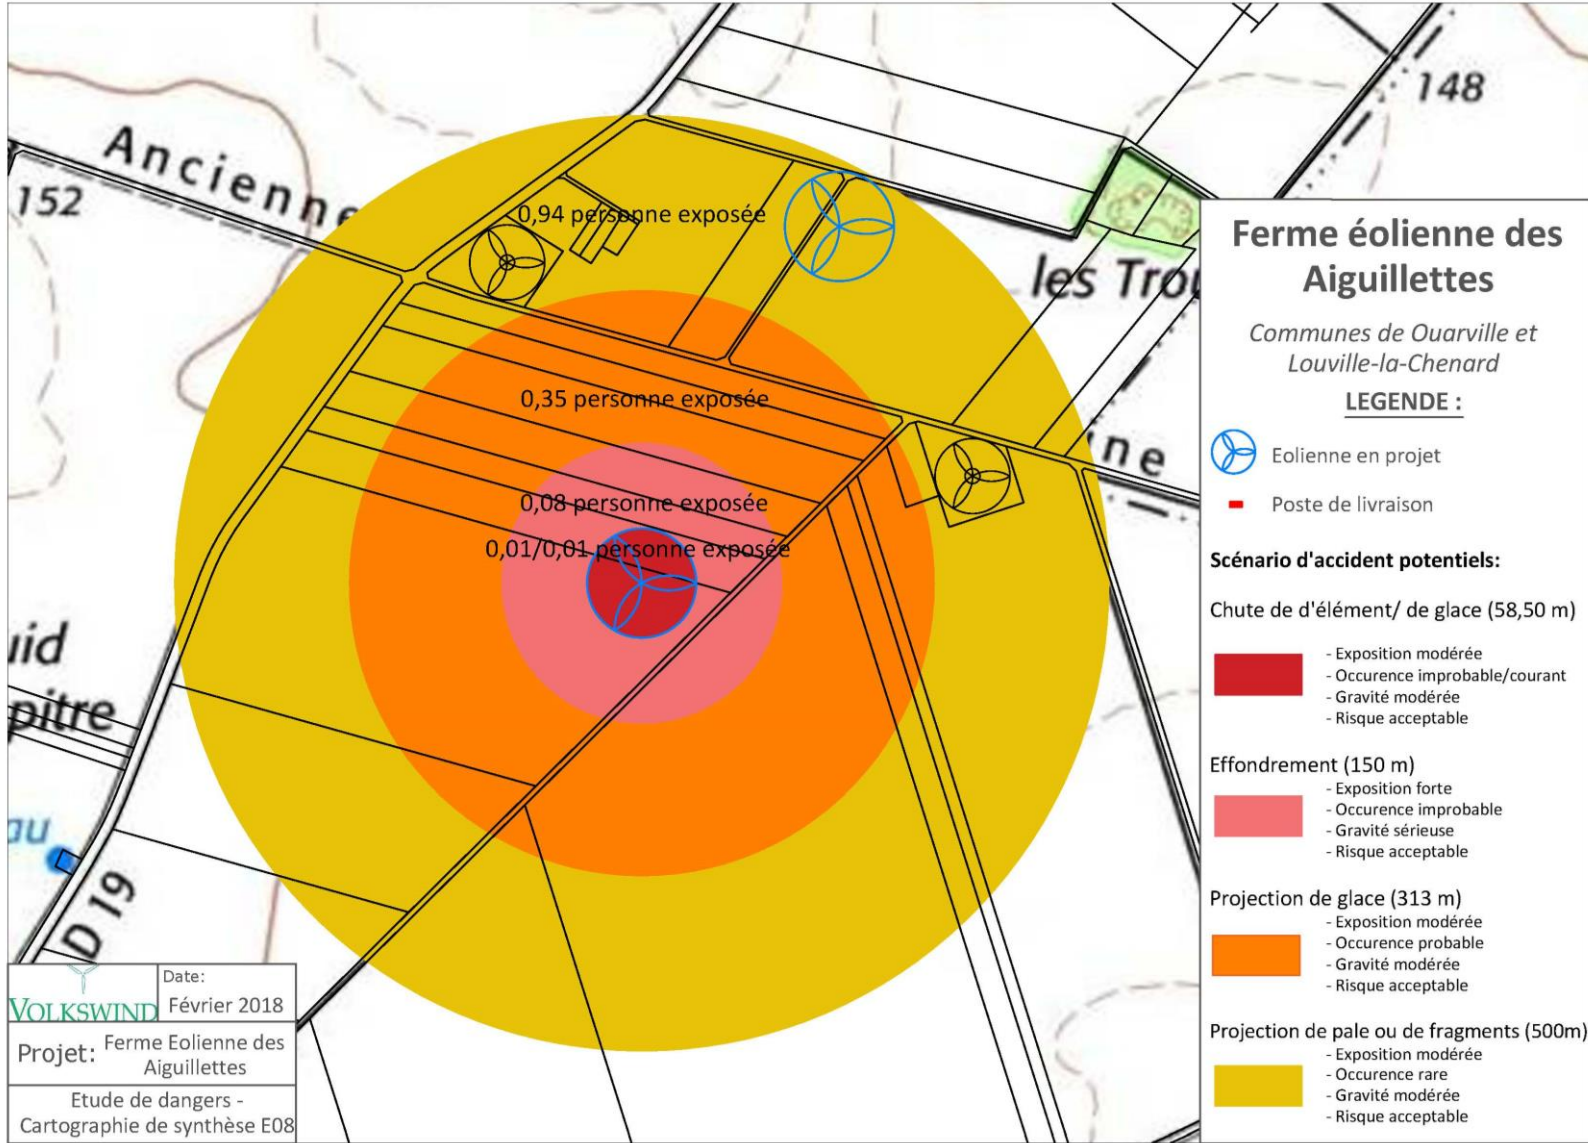 148
Ancienne
152
0,94 personne exposée
les Trou
0,35 personne exposée
ine
0,08 personne exposée
0,01/0,01 personne exposée
uid
pitre
au
D 19
VOLKSWIND
Date:
Février 2018
Projet: Ferme Eolienne des
Aiguillettes
Etude de dangers -
Cartographie de synthèse E08
Ferme éolienne des
Aiguillettes
Communes de Ouarville et
Louville-la-Chenard
LEGENDE :
Eolienne en projet
Poste de livraison
Scénario d'accident potentiels:
Chute de d'élément/ de glace (58,50 m)
- Exposition modérée
- Occurence improbable/courant
- Gravité modérée
- Risque acceptable
Effondrement (150 m)
- Exposition forte
- Occurence improbable
- Gravité sérieuse
- Risque acceptable
Projection de glace (313 m)
- Exposition modérée
- Occurence probable
- Gravité modérée
- Risque acceptable
Projection de pale ou de fragments (500m)
- Exposition modérée
- Occurence rare
- Gravité modérée
- Risque acceptable